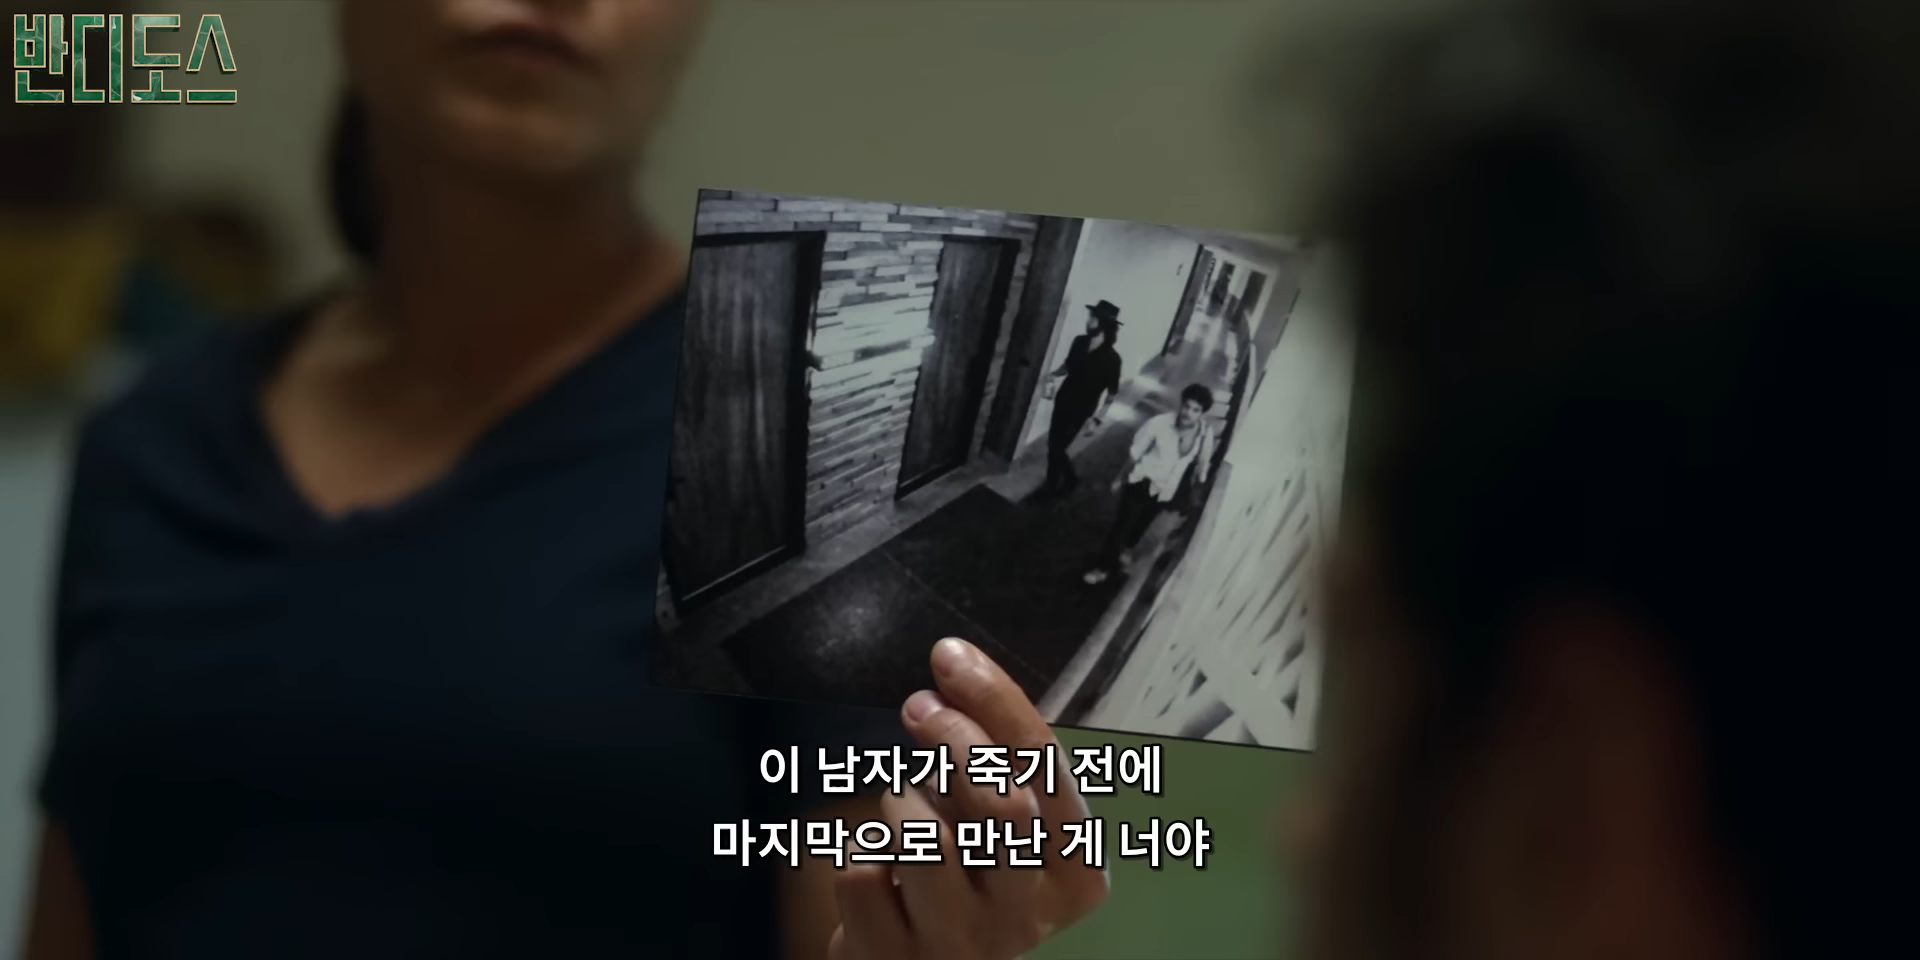 반디도스
이 남자가 죽기 전에
마지막으로 만난 게 너야